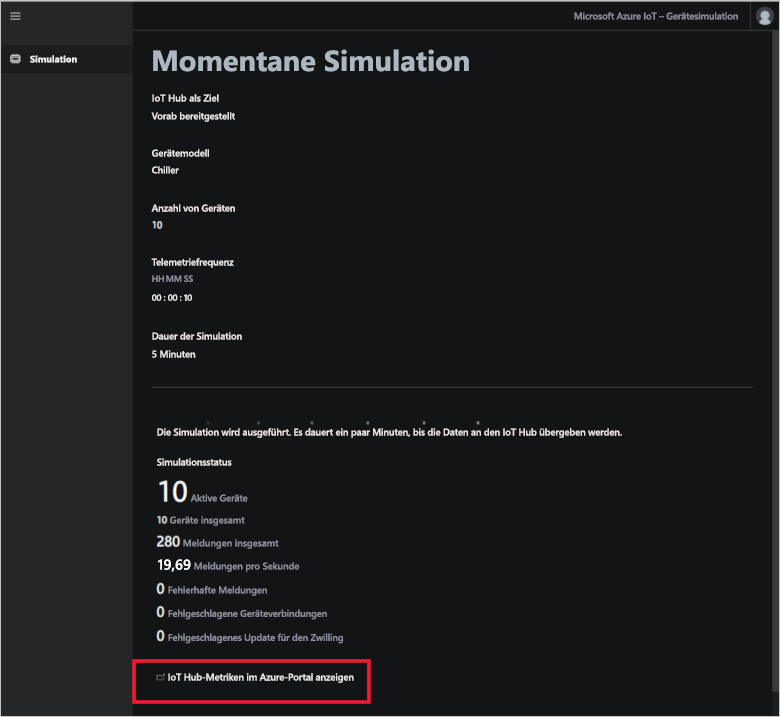 Microsoft Azure IoT – Gerätesimulation
Simulation
Momentane Simulation
IoT Hub als Ziel
Vorab bereitgestellt
Gerätemodell
Chiller
Anzahl von Geräten
10
Telemetriefrequenz
HH MM SS
00 : 00 : 10
Dauer der Simulation
5 Minuten
Die Simulation wird ausgeführt. Es dauert ein paar Minuten, bis die Daten an den IoT Hub übergeben werden.
Simulationsstatus
10 Aktive Geräte
10 Geräte insgesamt
280 Meldungen insgesamt
19,69 Meldungen pro Sekunde
0 Fehlerhafte Meldungen
0 Fehlgeschlagene Geräteverbindungen
0 Fehlgeschlagenes Update für den Zwilling
IoT Hub-Metriken im Azure-Portal anzeigen